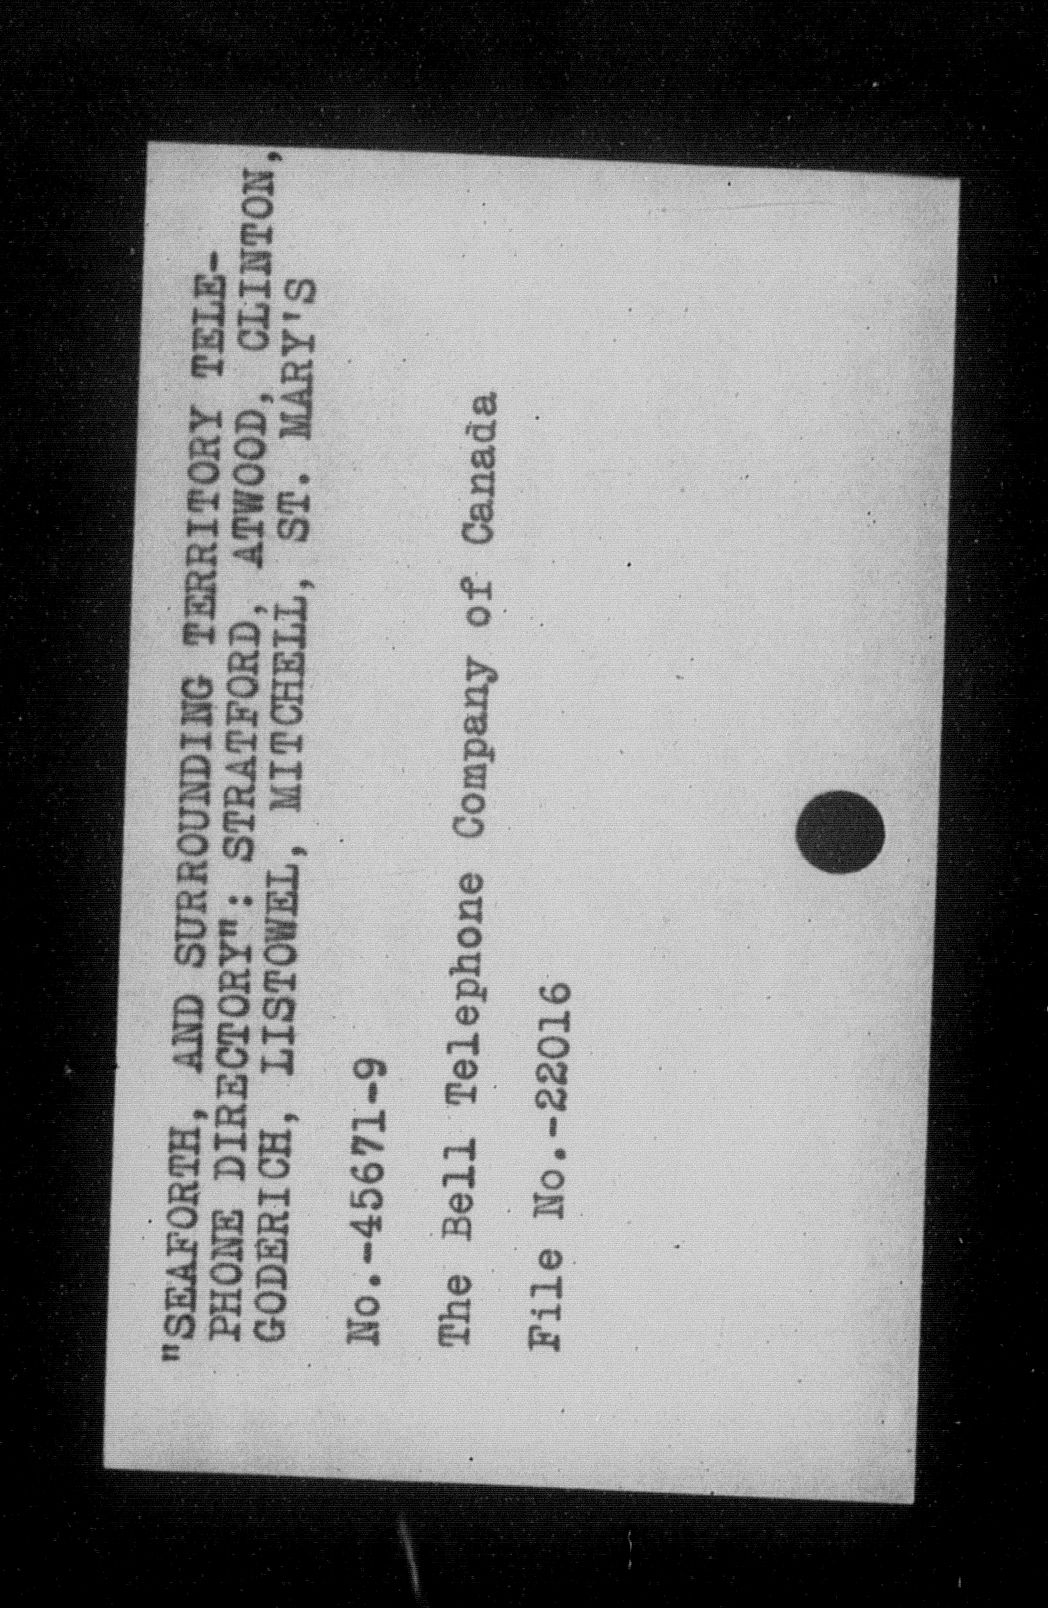 "SEAFORTH, AND SURROUNDING TERRITORY TELE-
PHONE DIRECTORY": STRATFORD, ATWOOD, CLINTON,
GODERICH, LISTOWEL, MITCHELL, ST. MARY'S
No.-45671-9
The Bell Telephone Company of Canada
File No.-22016